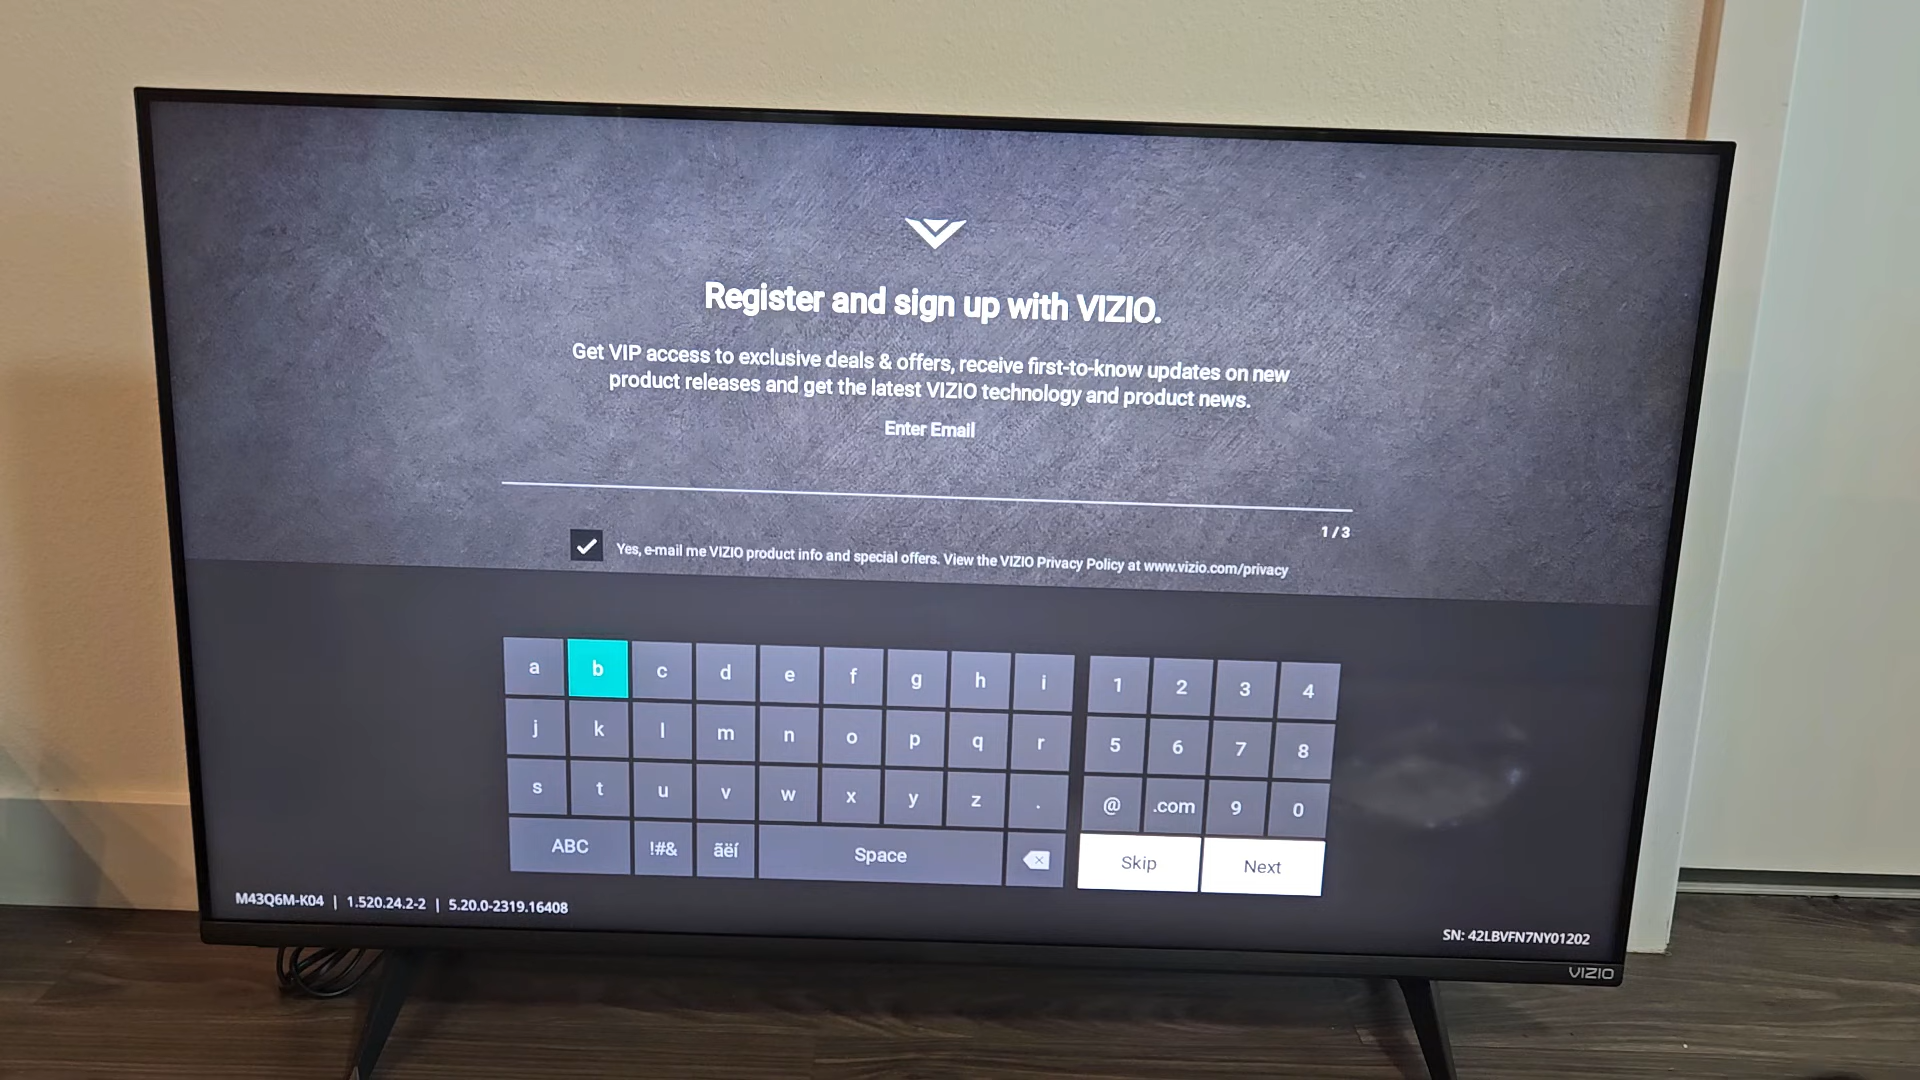 Register and sign up with VIZIO.
Get VIP access to exclusive deals & offers, receive first-to-know updates on new
product releases and get the latest VIZIO technology and product news.
Enter Email
1 / 3
Yes, e-mail me VIZIO product info and special offers. View the VIZIO Privacy Policy at www.vizio.com/privacy
a b c d e f g h i 1 2 3 4
j k l m n o p q r 5 6 7 8
s t u v w x y z . @ .com 9 0
ABC !#& ãëí Space Skip Next
M43Q6M-K04 | 1.520.24.2-2 | 5.20.0-2319.16408
SN: 42LBVFN7NY01202
VIZIO